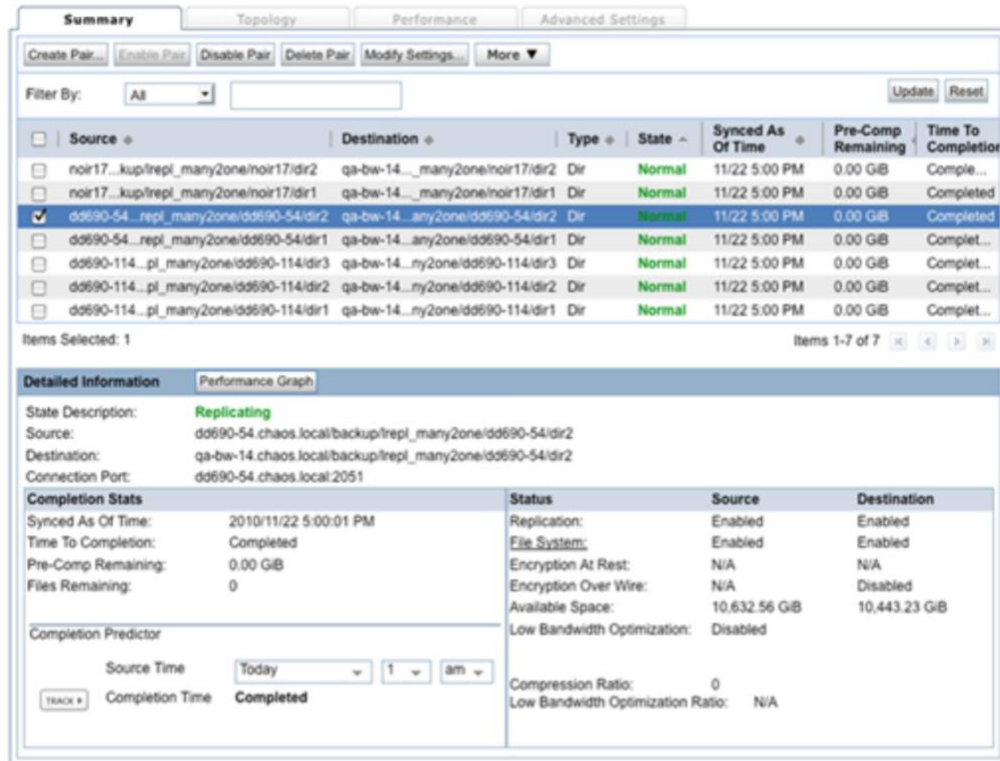 Summary Topology Performance Advanced Settings
Create Pair... Enable Pair Disable Pair Delete Pair Modify Settings... More ▼
Filter By: All Update Reset
Source Destination Type State Synced As Of Time Pre-Comp Remaining Time To Completion
noir17...kup/lrepl_many2one/noir17/dir2 qa-bw-14..._many2one/noir17/dir2 Dir Normal 11/22 5:00 PM 0.00 GiB Comple...
noir17...kup/lrepl_many2one/noir17/dir1 qa-bw-14..._many2one/noir17/dir1 Dir Normal 11/22 5:00 PM 0.00 GiB Completed
dd690-54...repl_many2one/dd690-54/dir2 qa-bw-14...any2one/dd690-54/dir2 Dir Normal 11/22 5:00 PM 0.00 GiB Completed
dd690-54...repl_many2one/dd690-54/dir1 qa-bw-14...any2one/dd690-54/dir1 Dir Normal 11/22 5:00 PM 0.00 GiB Complet...
dd690-114...pl_many2one/dd690-114/dir3 qa-bw-14...ny2one/dd690-114/dir3 Dir Normal 11/22 5:00 PM 0.00 GiB Complet...
dd690-114...pl_many2one/dd690-114/dir2 qa-bw-14...ny2one/dd690-114/dir2 Dir Normal 11/22 5:00 PM 0.00 GiB Complet...
dd690-114...pl_many2one/dd690-114/dir1 qa-bw-14...ny2one/dd690-114/dir1 Dir Normal 11/22 5:00 PM 0.00 GiB Complet...
Items Selected: 1 Items 1-7 of 7
Detailed Information Performance Graph
State Description: Replicating
Source: dd690-54.chaos.local/backup/lrepl_many2one/dd690-54/dir2
Destination: qa-bw-14.chaos.local/backup/lrepl_many2one/dd690-54/dir2
Connection Port: dd690-54.chaos.local:2051
Completion Stats Status Source Destination
Synced As Of Time: 2010/11/22 5:00:01 PM Replication: Enabled Enabled
Time To Completion: Completed File System: Enabled Enabled
Pre-Comp Remaining: 0.00 GiB Encryption At Rest: N/A N/A
Files Remaining: 0 Encryption Over Wire: N/A Disabled
Available Space: 10,632.56 GiB 10,443.23 GiB
Completion Predictor Low Bandwidth Optimization: Disabled
Source Time Today 1 am
Compression Ratio: 0
TRACK Completion Time Completed Low Bandwidth Optimization Ratio: N/A